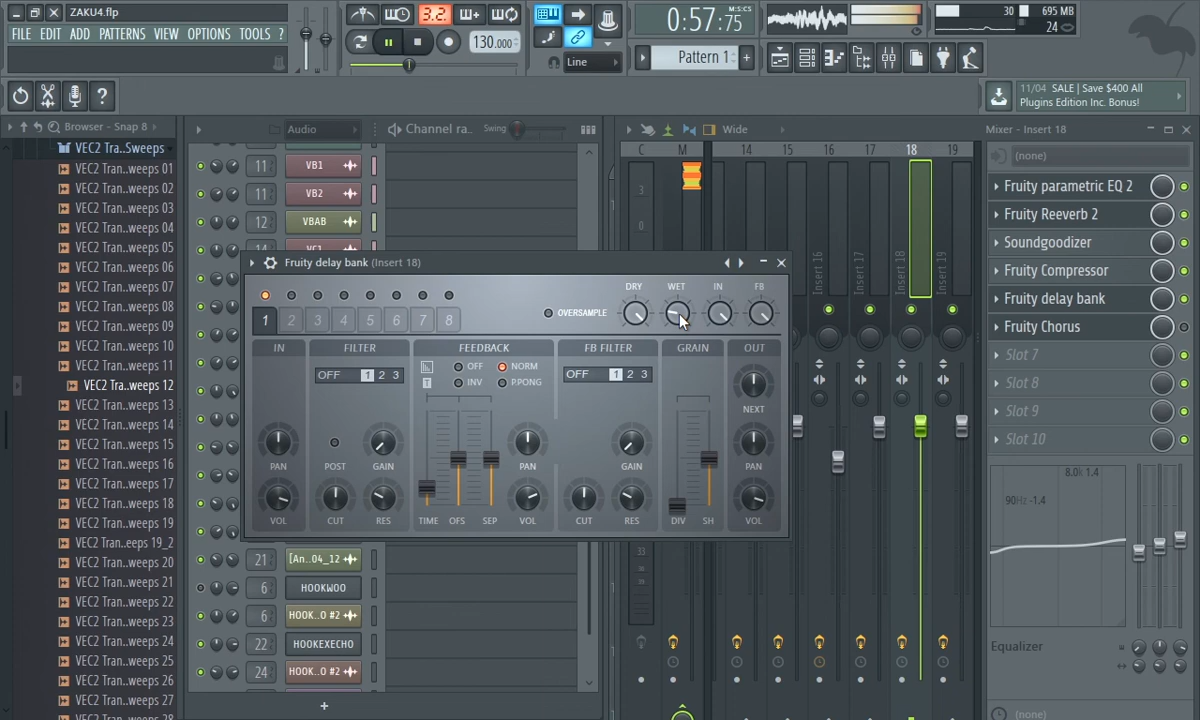 ZAKU4.flp
FILE EDIT ADD PATTERNS VIEW OPTIONS TOOLS ?
3.2.
130.000
Line
0:57:75
M:S:CS
Pattern 1
30
695 MB
24
11/04 SALE | Save $400 All
Plugins Edition Inc. Bonus!
Browser - Snap 8
VEC2 Tra..Sweeps
VEC2 Tran..weeps 01
VEC2 Tran..weeps 02
VEC2 Tran..weeps 03
VEC2 Tran..weeps 04
VEC2 Tran..weeps 05
VEC2 Tran..weeps 06
VEC2 Tran..weeps 07
VEC2 Tran..weeps 08
VEC2 Tran..weeps 09
VEC2 Tran..weeps 10
VEC2 Tran..weeps 11
VEC2 Tra..weeps 12
VEC2 Tran..weeps 13
VEC2 Tran..weeps 14
VEC2 Tran..weeps 15
VEC2 Tran..weeps 16
VEC2 Tran..weeps 17
VEC2 Tran..weeps 18
VEC2 Tran..weeps 19
VEC2 Tran..eeps 19_2
VEC2 Tran..weeps 20
VEC2 Tran..weeps 21
VEC2 Tran..weeps 22
VEC2 Tran..weeps 23
VEC2 Tran..weeps 24
VEC2 Tran..weeps 25
VEC2 Tran..weeps 26
VEC2 Tran..weeps 27
Audio
Channel ra..
Swing
11 VB1
11 VB2
12 VBAB
14 VC1
21 [An..04_12
6 HOOKWOO
6 HOOK..O #2
22 HOOKEXECHO
24 HOOK..O #2
+
Fruity delay bank (Insert 18)
1 2 3 4 5 6 7 8
OVERSAMPLE
DRY WET IN FB
IN FILTER FEEDBACK FB FILTER GRAIN OUT
OFF 1 2 3
OFF NORM
INV P.PONG
OFF 1 2 3
NEXT
POST
PAN GAIN PAN GAIN PAN
VOL CUT RES TIME OFS SEP VOL CUT RES DIV SH VOL
Wide
C M 14 15 16 17 18 19
3
0
33
Insert 16
Insert 17
Insert 18
Insert 19
Mixer - Insert 18
(none)
Fruity parametric EQ 2
Fruity Reeverb 2
Soundgoodizer
Fruity Compressor
Fruity delay bank
Fruity Chorus
Slot 7
Slot 8
Slot 9
Slot 10
8.0k 1.4
90Hz -1.4
Equalizer
(none)